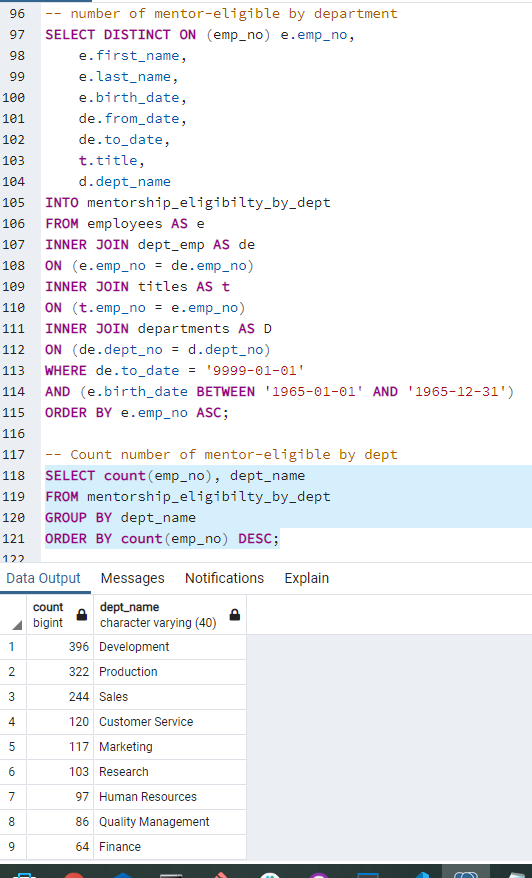 96 -- number of mentor-eligible by department
97 SELECT DISTINCT ON (emp_no) e.emp_no,
98 e.first_name,
99 e.last_name,
100 e.birth_date,
101 de.from_date,
102 de.to_date,
103 t.title,
104 d.dept_name
105 INTO mentorship_eligibilty_by_dept
106 FROM employees AS e
107 INNER JOIN dept_emp AS de
108 ON (e.emp_no = de.emp_no)
109 INNER JOIN titles AS t
110 ON (t.emp_no = e.emp_no)
111 INNER JOIN departments AS D
112 ON (de.dept_no = d.dept_no)
113 WHERE de.to_date = '9999-01-01'
114 AND (e.birth_date BETWEEN '1965-01-01' AND '1965-12-31')
115 ORDER BY e.emp_no ASC;
116
117 -- Count number of mentor-eligible by dept
118 SELECT count(emp_no), dept_name
119 FROM mentorship_eligibilty_by_dept
120 GROUP BY dept_name
121 ORDER BY count(emp_no) DESC;
122
Data Output Messages Notifications Explain
count dept_name
bigint character varying (40)
1 396 Development
2 322 Production
3 244 Sales
4 120 Customer Service
5 117 Marketing
6 103 Research
7 97 Human Resources
8 86 Quality Management
9 64 Finance